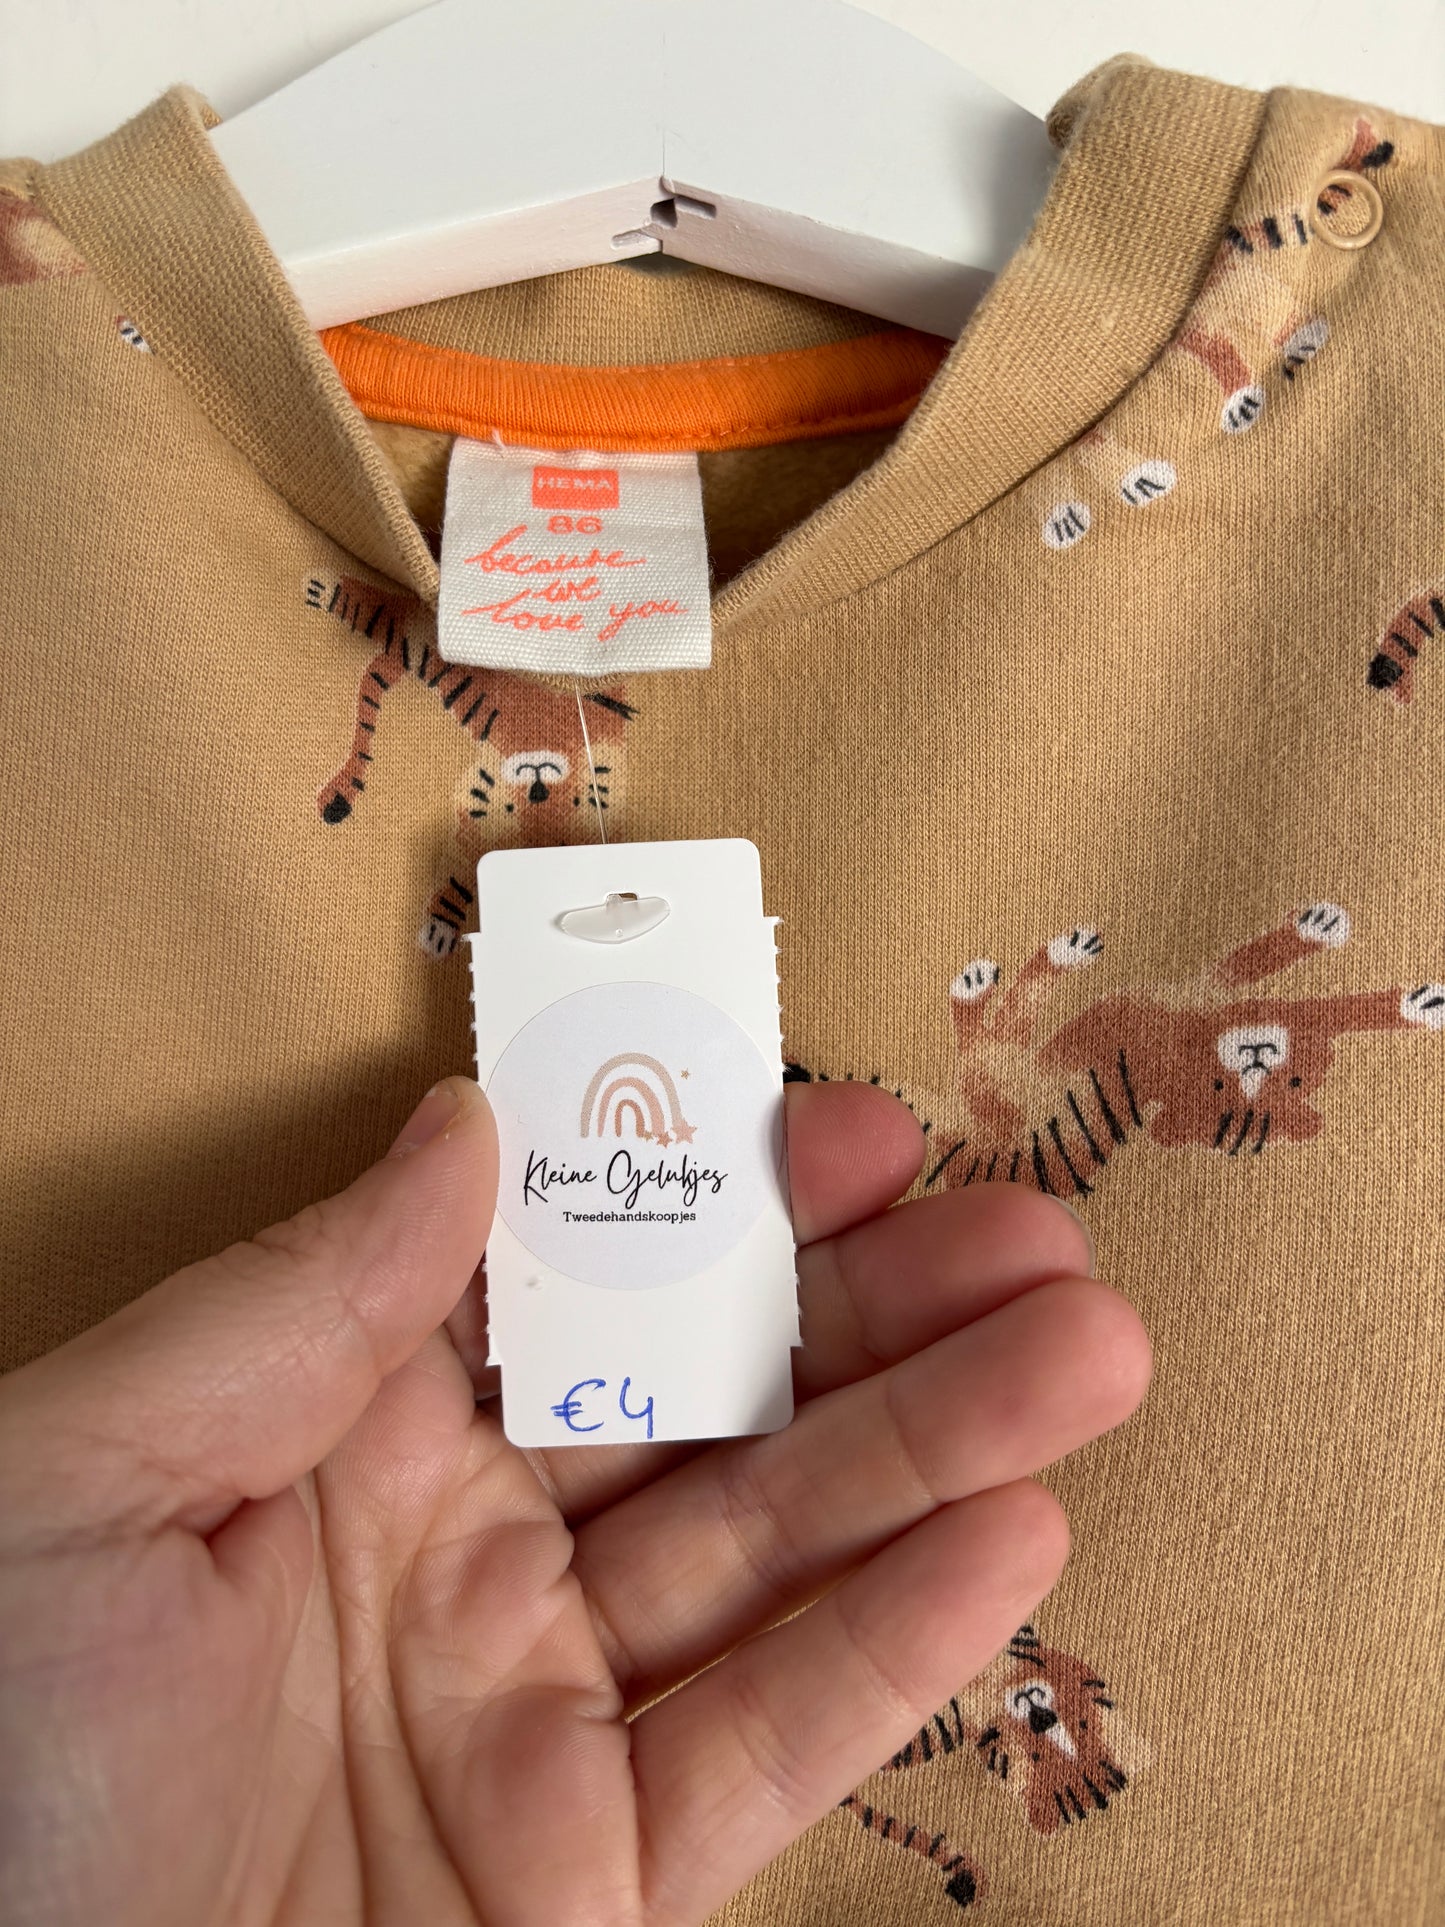 HEMA
86
because
we
love you
Kleine Gelukjes
Tweedehandskoopjes
€4